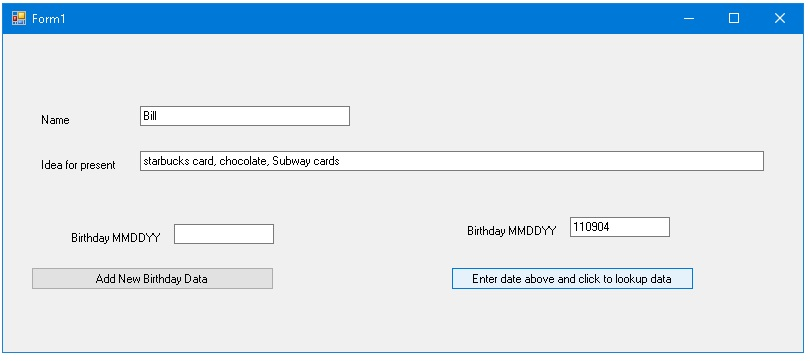 Form1
Name Bill
Idea for present starbucks card, chocolate, Subway cards
Birthday MMDDYY
Birthday MMDDYY 110904
Add New Birthday Data
Enter date above and click to lookup data